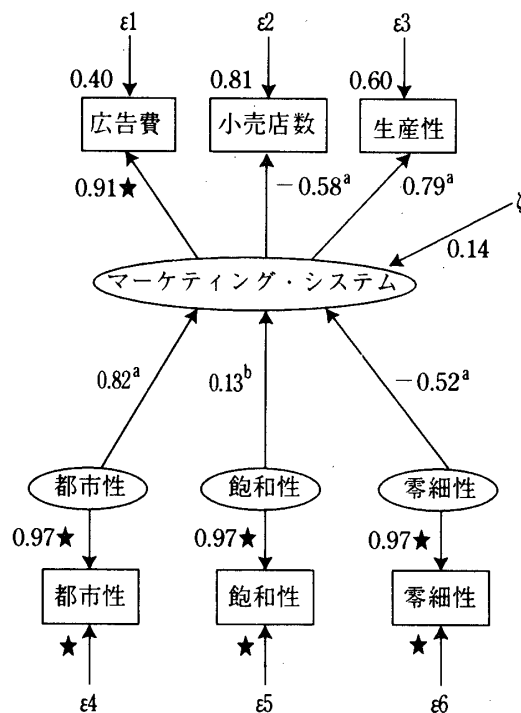 ε1 ε2 ε3
0.40 0.81 0.60
広告費 小売店数 生産性
0.91★ −0.58ᵃ 0.79ᵃ
ζ
0.14
マーケティング・システム
0.82ᵃ 0.13ᵇ −0.52ᵃ
都市性 飽和性 零細性
0.97★ 0.97★ 0.97★
都市性 飽和性 零細性
★ ★ ★
ε4 ε5 ε6